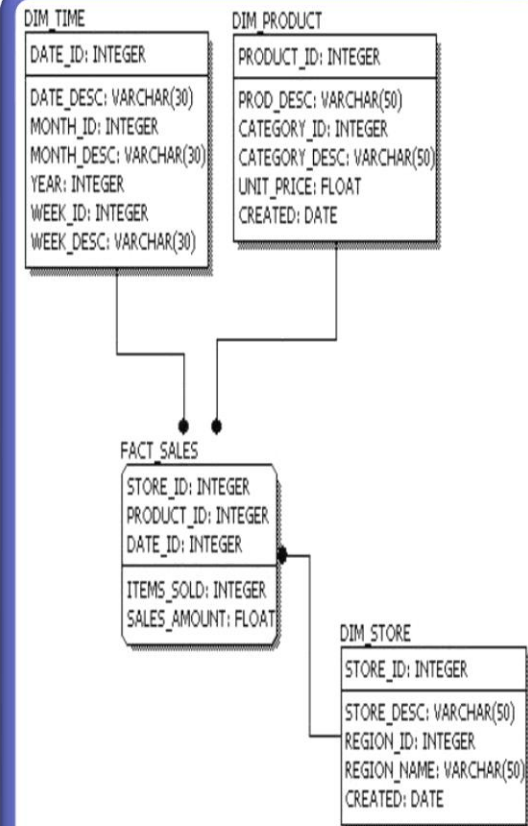 DIM_TIME
DATE_ID: INTEGER
DATE_DESC: VARCHAR(30)
MONTH_ID: INTEGER
MONTH_DESC: VARCHAR(30)
YEAR: INTEGER
WEEK_ID: INTEGER
WEEK_DESC: VARCHAR(30)
DIM_PRODUCT
PRODUCT_ID: INTEGER
PROD_DESC: VARCHAR(50)
CATEGORY_ID: INTEGER
CATEGORY_DESC: VARCHAR(50)
UNIT_PRICE: FLOAT
CREATED: DATE
FACT_SALES
STORE_ID: INTEGER
PRODUCT_ID: INTEGER
DATE_ID: INTEGER
ITEMS_SOLD: INTEGER
SALES_AMOUNT: FLOAT
DIM_STORE
STORE_ID: INTEGER
STORE_DESC: VARCHAR(50)
REGION_ID: INTEGER
REGION_NAME: VARCHAR(50)
CREATED: DATE